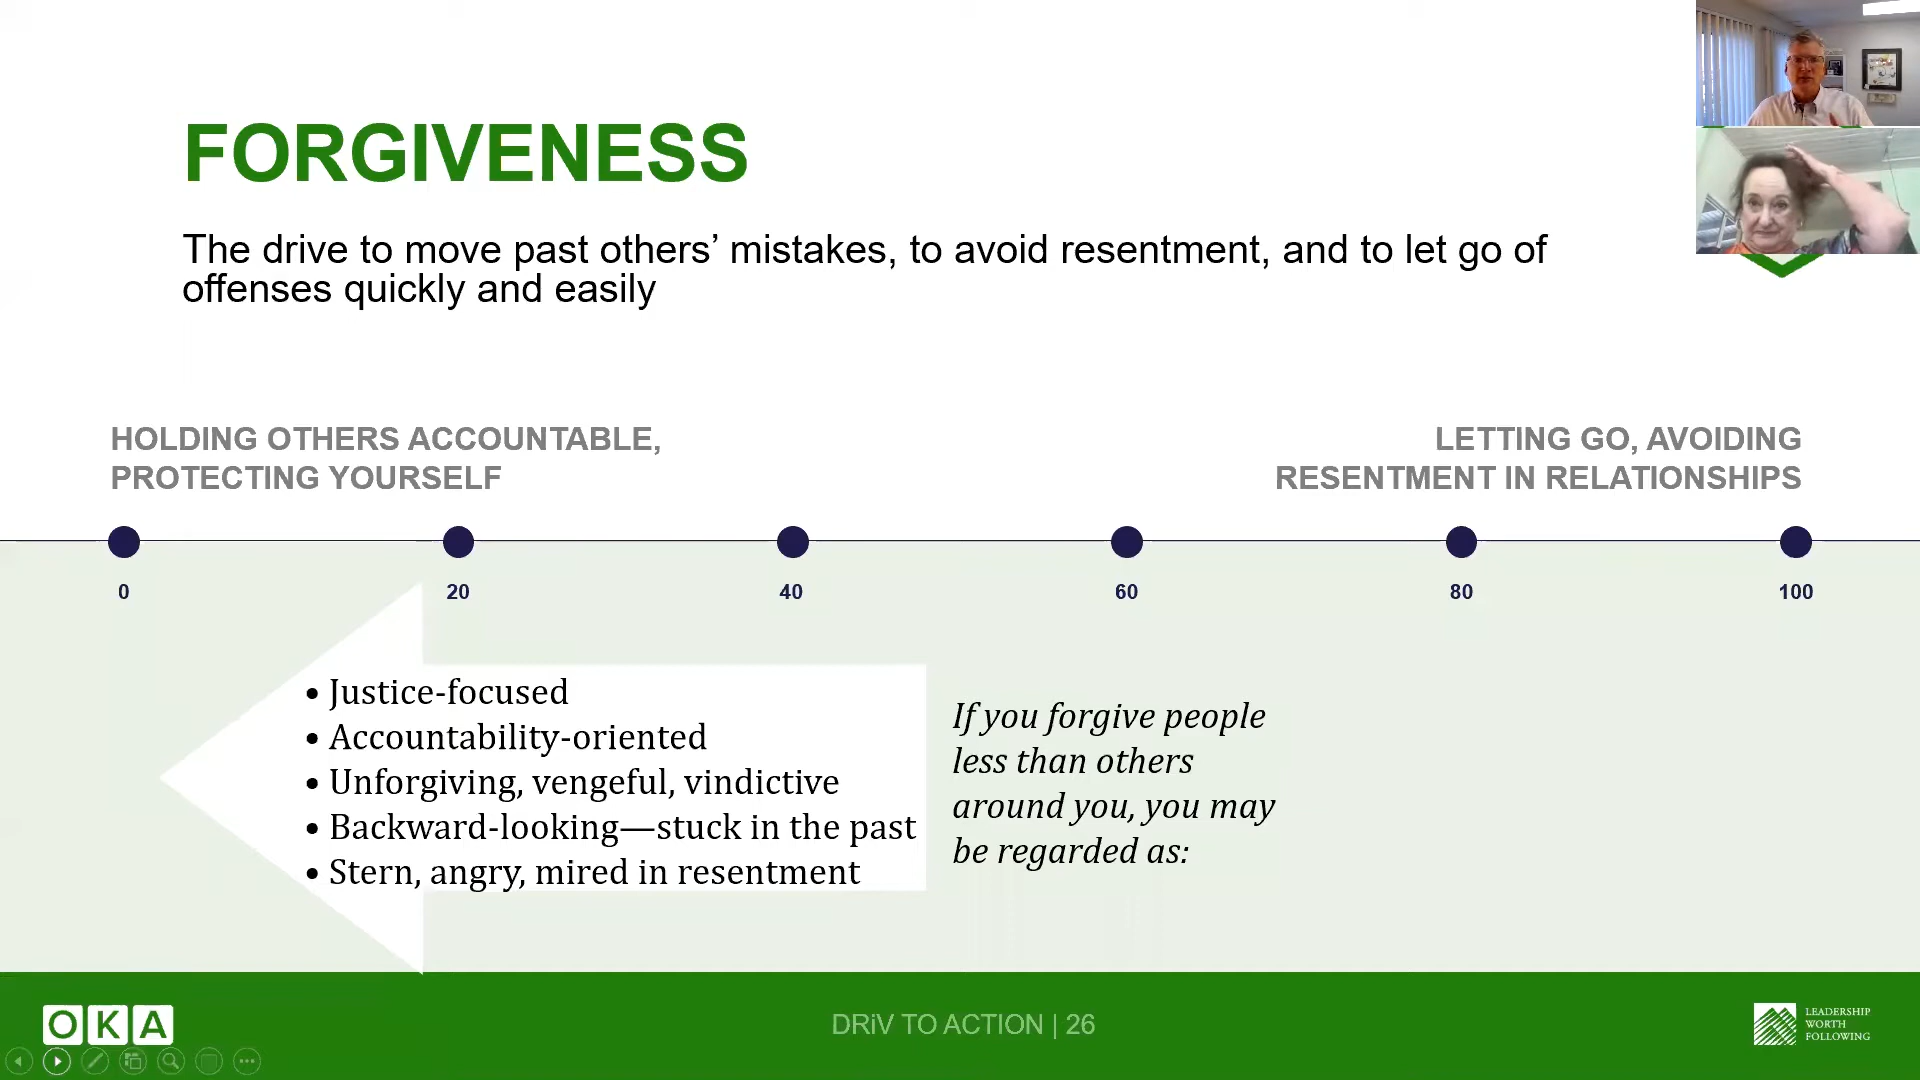 FORGIVENESS
The drive to move past others’ mistakes, to avoid resentment, and to let go of
offenses quickly and easily
HOLDING OTHERS ACCOUNTABLE,
PROTECTING YOURSELF
LETTING GO, AVOIDING
RESENTMENT IN RELATIONSHIPS
0
20
40
60
80
100
• Justice-focused
• Accountability-oriented
• Unforgiving, vengeful, vindictive
• Backward-looking—stuck in the past
• Stern, angry, mired in resentment
If you forgive people
less than others
around you, you may
be regarded as:
OKA
DRiV TO ACTION | 26
LEADERSHIP
WORTH
FOLLOWING